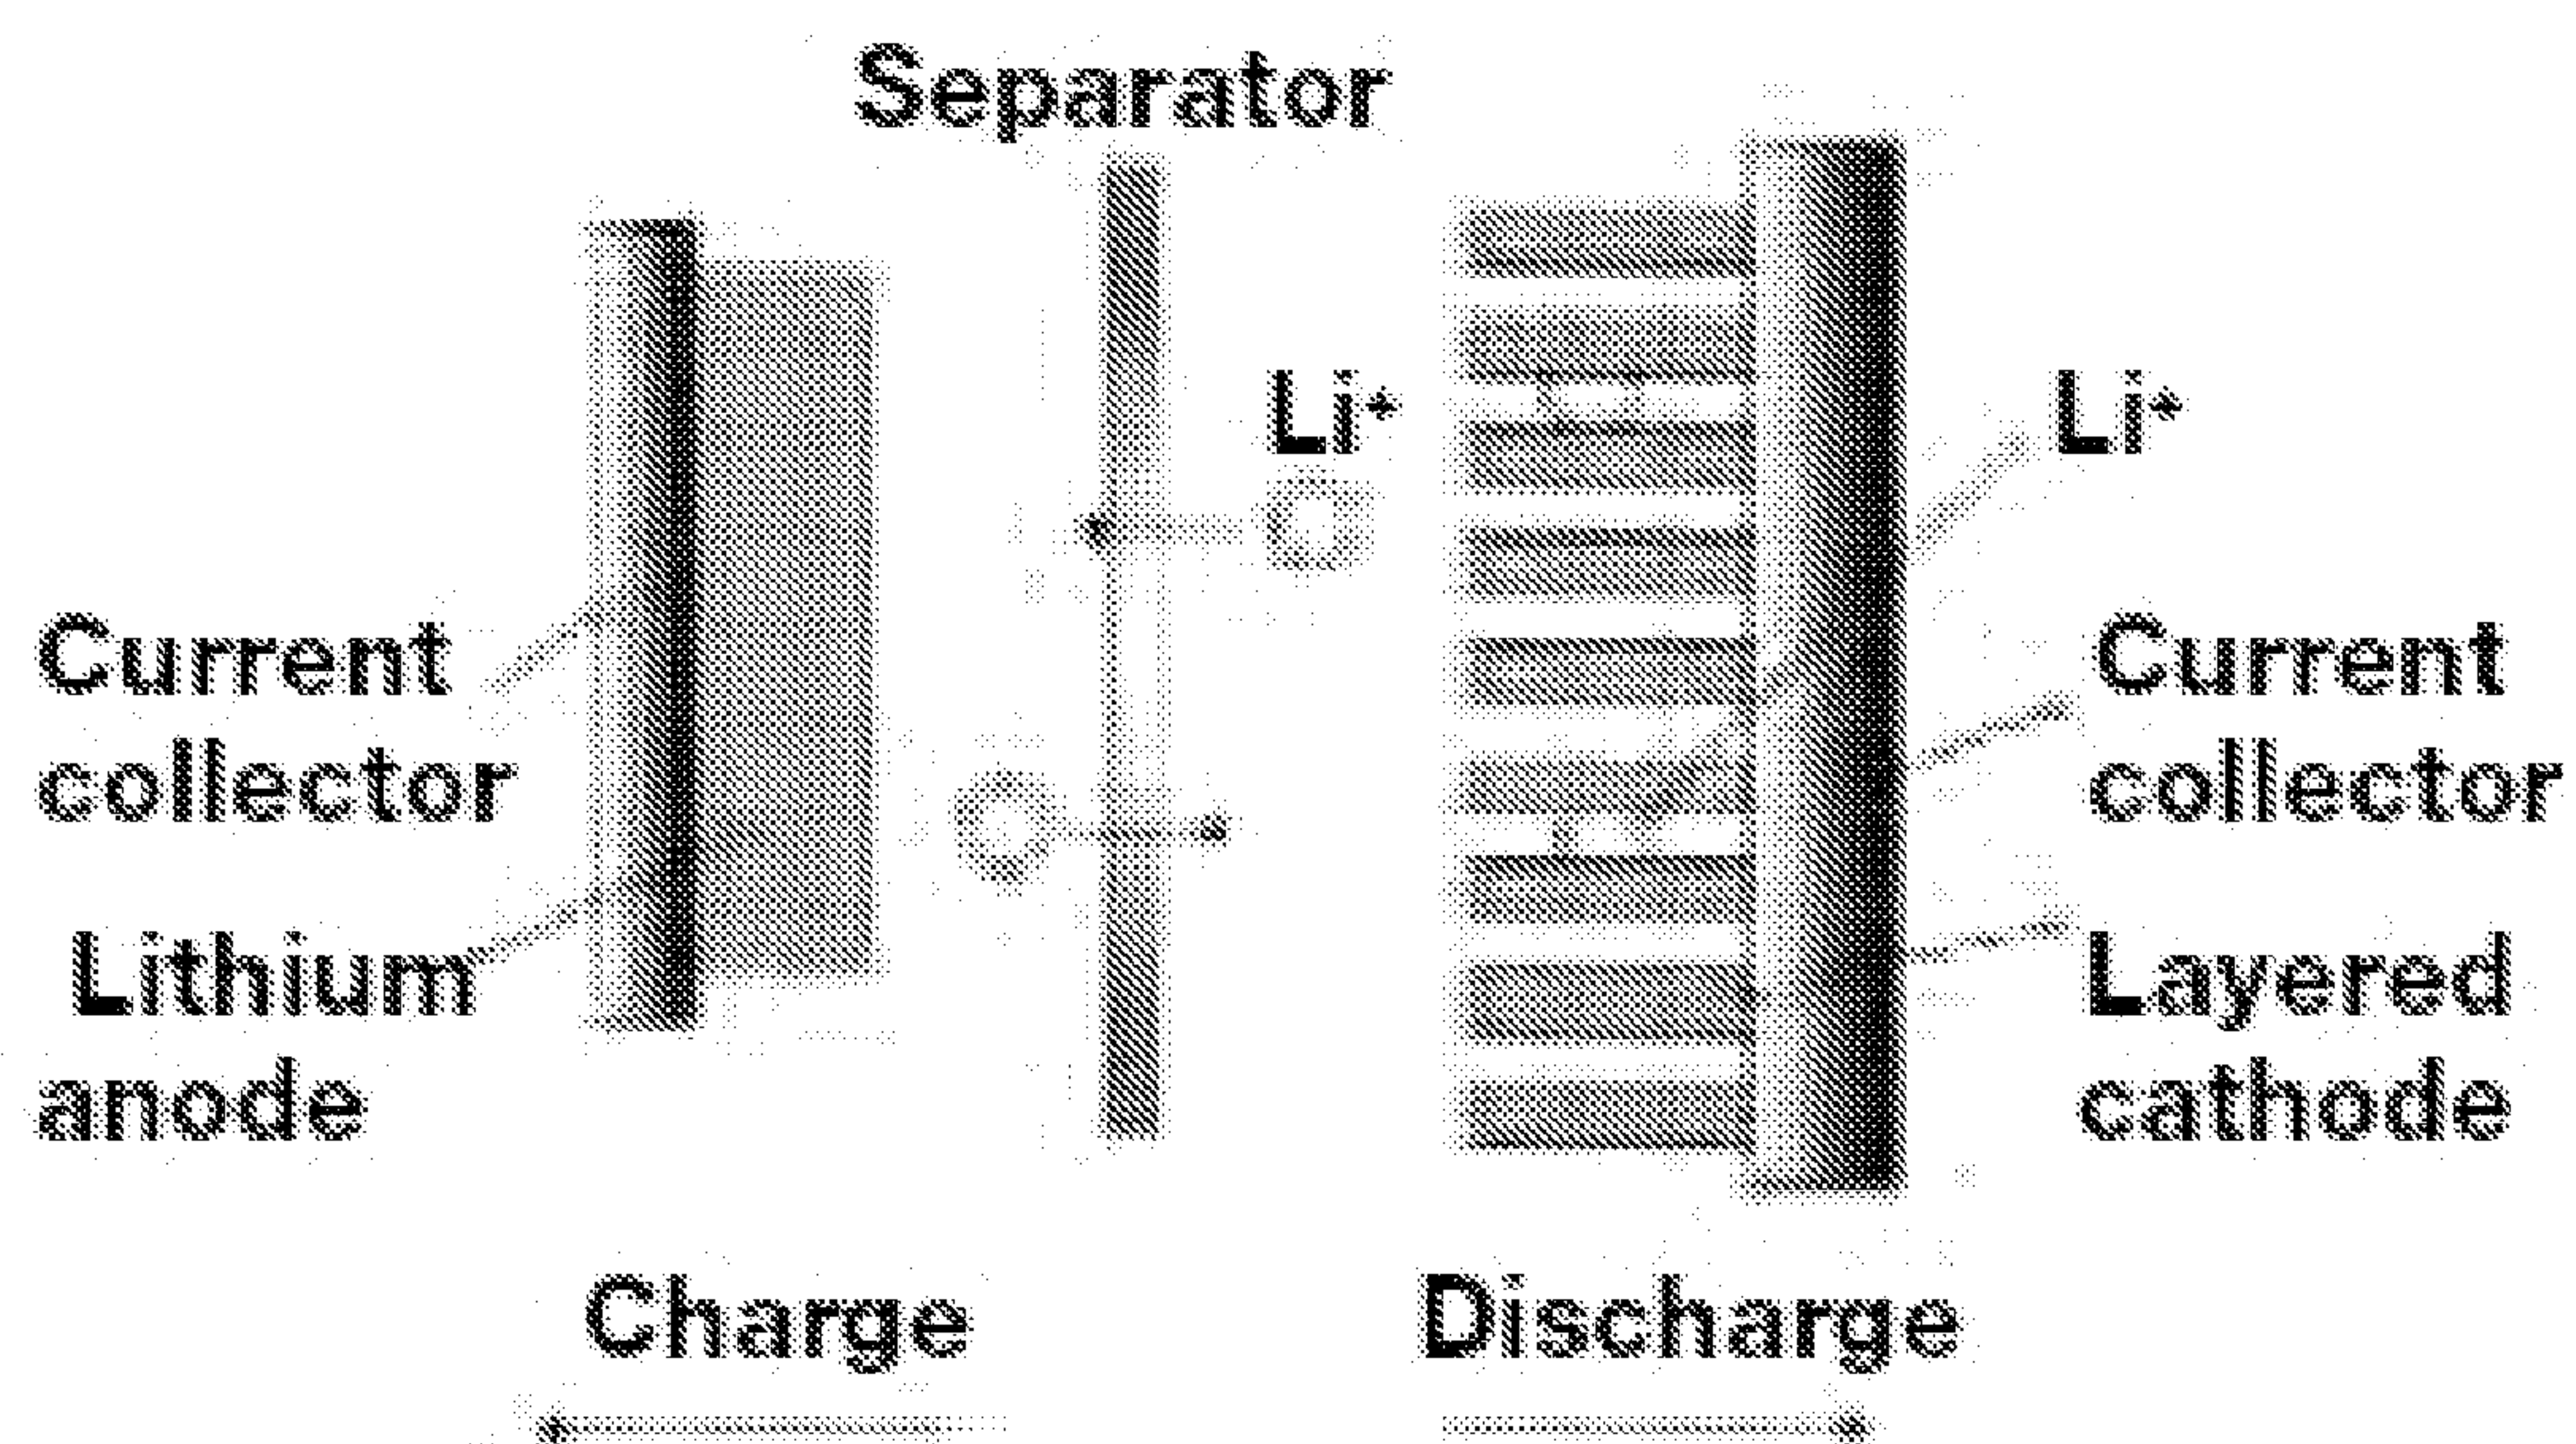 Separator
Li+
Li+
Current
collector
Lithium
anode
Current
collector
Layered
cathode
Charge
Discharge